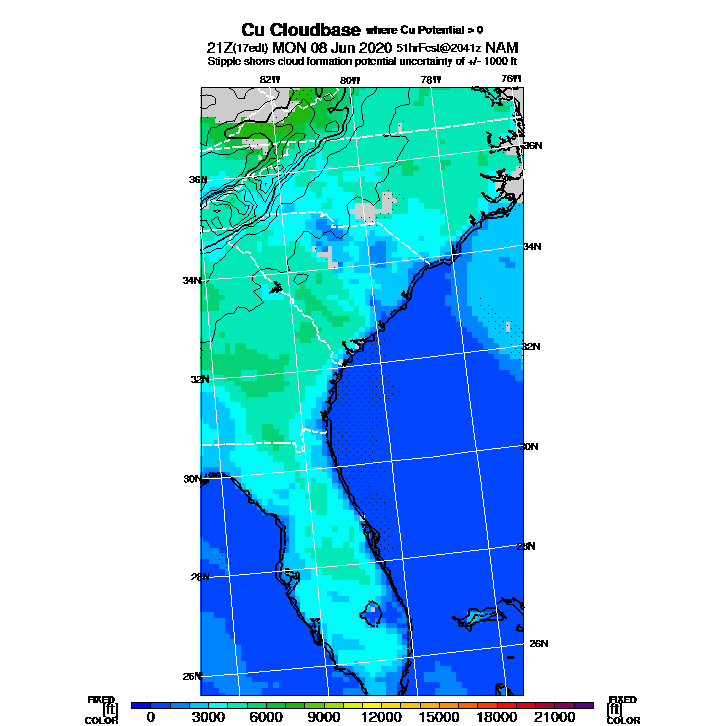 Cu Cloudbase where Cu Potential > 0
21Z(17edt) MON 08 Jun 2020 51hrFcst@2041z NAM
Stipple shows cloud formation potential uncertainty of +/- 1000 ft
82W 80W 78W 76W
36N
36N
34N
34N
32N
32N
30N
30N
28N
28N
26N
26N
FIXED FIXED
[ft] [ft]
COLOR COLOR
0 3000 6000 9000 12000 15000 18000 21000